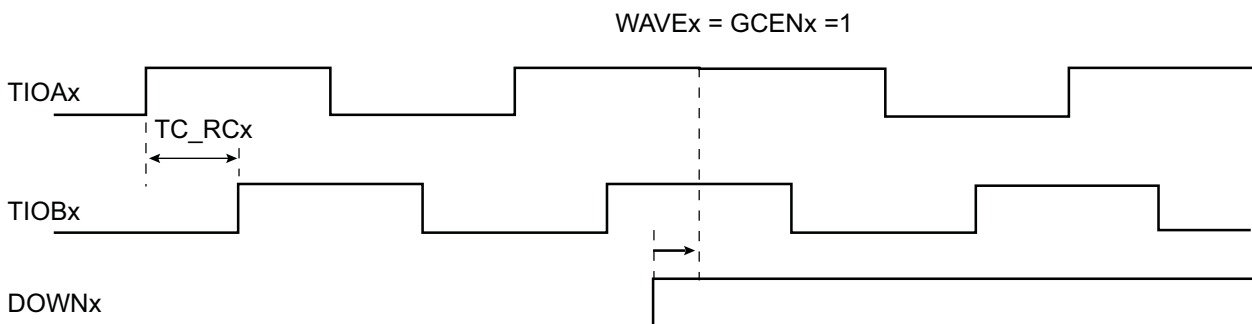 WAVEx = GCENx =1
TIOAx
TC_RCx
TIOBx
DOWNx